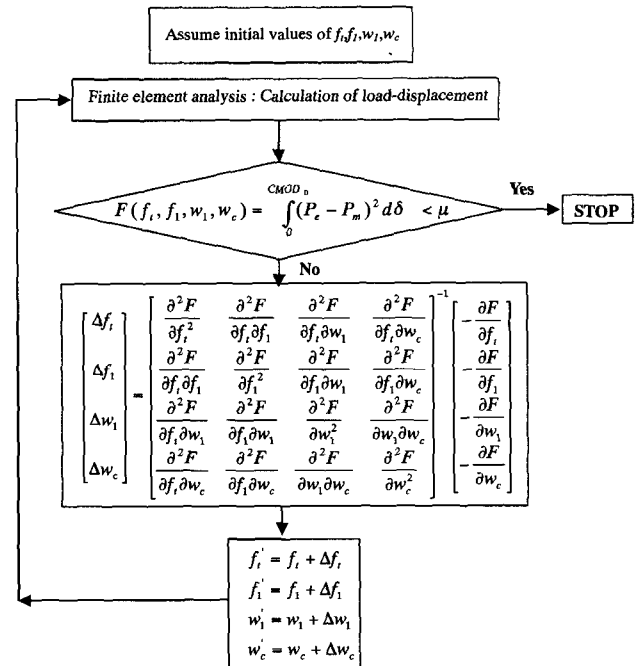 Assume initial values of f_t,f_1,w_1,w_c
Finite element analysis : Calculation of load-displacement
F(f_t, f_1, w_1, w_c) = ∫_0^{CMOD_n} (P_e − P_m)^2 dδ < μ
Yes
STOP
No
[Δf_t; Δf_1; Δw_1; Δw_c] = [∂²F/∂f_t² ∂²F/∂f_t∂f_1 ∂²F/∂f_t∂w_1 ∂²F/∂f_t∂w_c; ∂²F/∂f_t∂f_1 ∂²F/∂f_1² ∂²F/∂f_1∂w_1 ∂²F/∂f_1∂w_c; ∂²F/∂f_t∂w_1 ∂²F/∂f_1∂w_1 ∂²F/∂w_1² ∂²F/∂w_1∂w_c; ∂²F/∂f_t∂w_c ∂²F/∂f_1∂w_c ∂²F/∂w_1∂w_c ∂²F/∂w_c²]^{-1} [−∂F/∂f_t; −∂F/∂f_1; −∂F/∂w_1; −∂F/∂w_c]
f_t' = f_t + Δf_t
f_1' = f_1 + Δf_1
w_1' = w_1 + Δw_1
w_c' = w_c + Δw_c